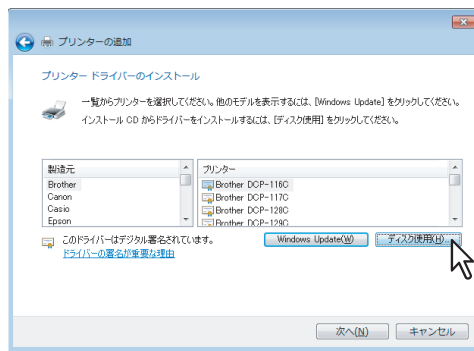 プリンターの追加
プリンター ドライバーのインストール
一覧からプリンターを選択してください。他のモデルを表示するには、[Windows Update] をクリックしてください。
インストール CD からドライバーをインストールするには、[ディスク使用] をクリックしてください。
製造元
Brother
Canon
Casio
Epson
プリンター
Brother DCP-116C
Brother DCP-117C
Brother DCP-128C
Brother DCP-129C
このドライバーはデジタル署名されています。
ドライバーの署名が重要な理由
Windows Update(W)
ディスク使用(H)...
次へ(N)
キャンセル